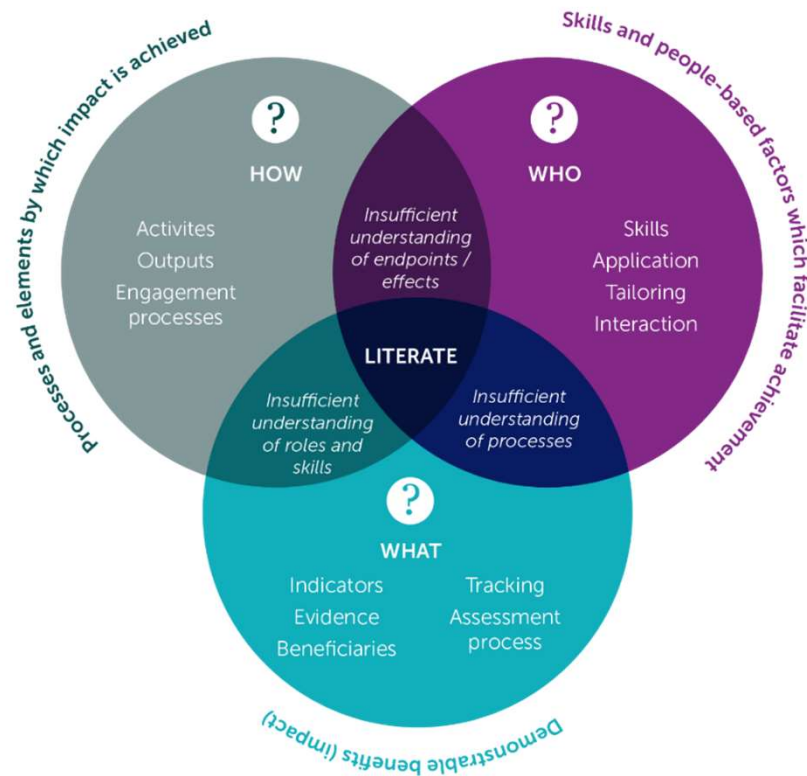 Processes and elements by which impact is achieved
Skills and people-based factors which facilitate achievement
?
HOW
Activites
Outputs
Engagement
processes
?
WHO
Skills
Application
Tailoring
Interaction
Insufficient
understanding
of endpoints /
effects
LITERATE
Insufficient
understanding
of roles and
skills
Insufficient
understanding
of processes
?
WHAT
Indicators
Evidence
Beneficiaries
Tracking
Assessment
process
Demonstrable benefits (impact)